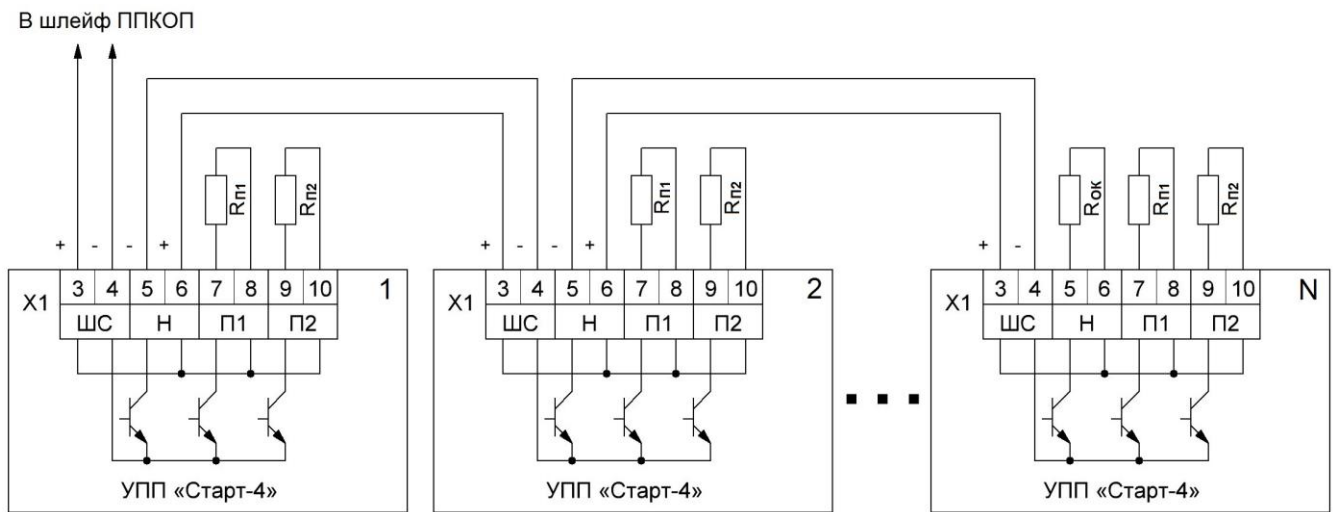 В шлейф ППКОП
Rп1 Rп2 Rп1 Rп2 Rок Rп1 Rп2
+ - - + + - - + + -
X1 3 4 5 6 7 8 9 10 1
ШС Н П1 П2
X1 3 4 5 6 7 8 9 10 2
ШС Н П1 П2
X1 3 4 5 6 7 8 9 10 N
ШС Н П1 П2
УПП «Старт-4»
УПП «Старт-4»
УПП «Старт-4»